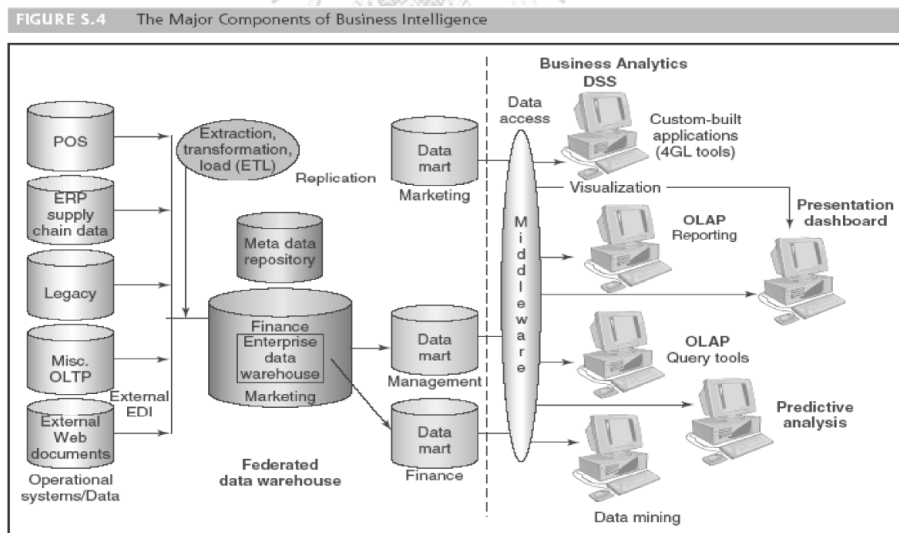 FIGURE S.4 The Major Components of Business Intelligence
POS
ERP
supply
chain data
Legacy
Misc.
OLTP
External
Web
documents
Operational
systems/Data
External
EDI
Extraction,
transformation,
load (ETL)
Replication
Meta data
repository
Finance
Enterprise
data
warehouse
Marketing
Federated
data warehouse
Data
mart
Marketing
Data
mart
Management
Data
mart
Finance
Data
access
Middleware
Business Analytics
DSS
Custom-built
applications
(4GL tools)
Visualization
OLAP
Reporting
Presentation
dashboard
OLAP
Query tools
Predictive
analysis
Data mining